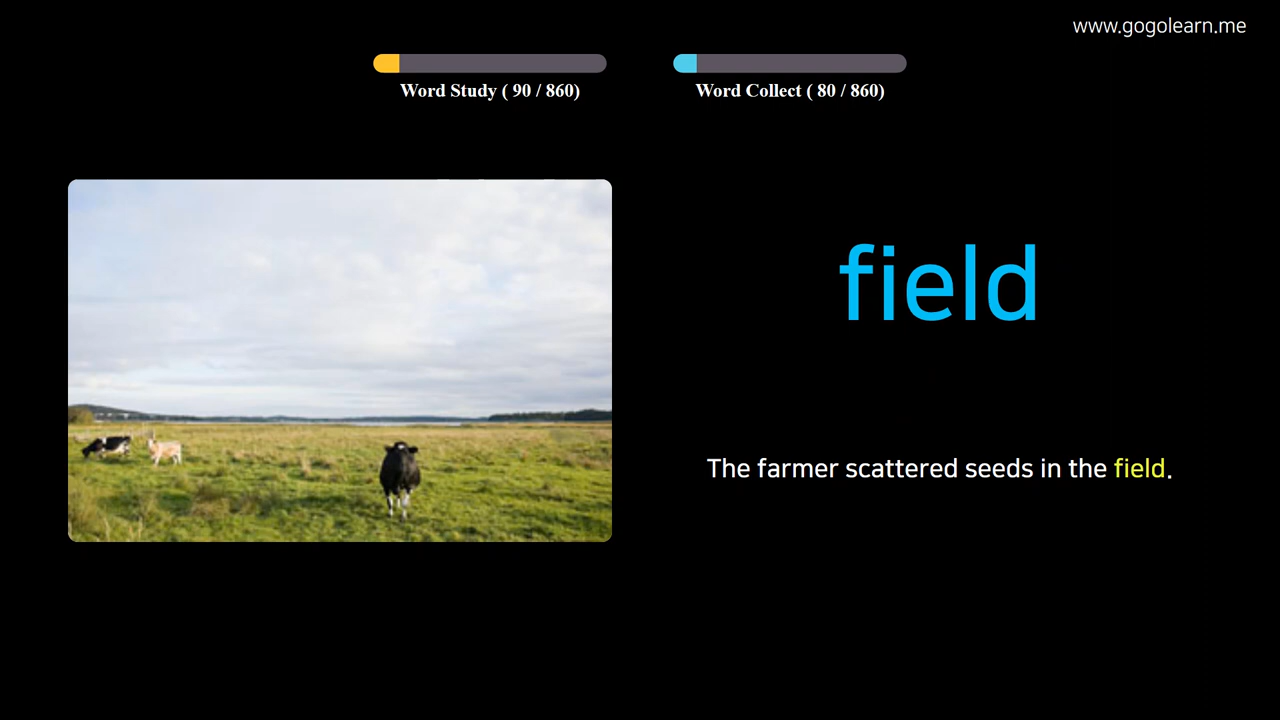 www.gogolearn.me
Word Study ( 90 / 860)
Word Collect ( 80 / 860)
field
The farmer scattered seeds in the field.